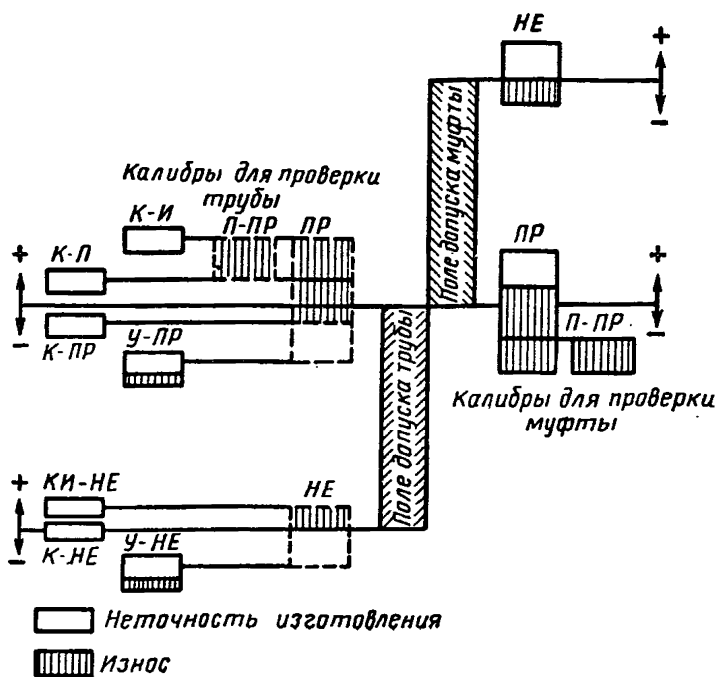 НЕ
+
−
Поле допуска муфты
Калибры для проверки
трубы
К-И
П-ПР
ПР
+
−
К-П
К-ПР
У-ПР
ПР
+
−
П-ПР
Калибры для проверки
муфты
Поле допуска трубы
+
−
КИ-НЕ
К-НЕ
У-НЕ
НЕ
Неточность изготовления
Износ